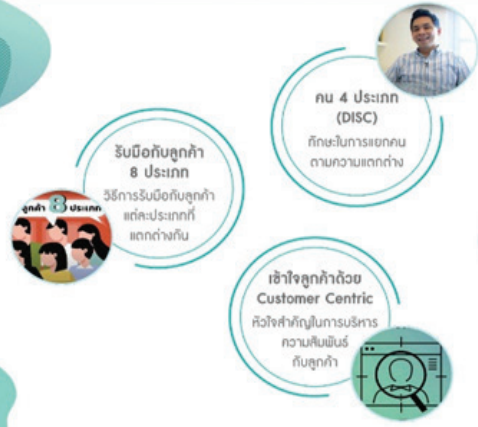 คน 4 ประเภท
(DISC)
ทักษะในการแยกคน
ตามความแตกต่าง
รับมือกับลูกค้า
8 ประเภท
วิธีการรับมือกับลูกค้า
แต่ละประเภทที่
แตกต่างกัน
ลูกค้า 8 ประเภท
เข้าใจลูกค้าด้วย
Customer Centric
หัวใจสำคัญในการบริหาร
ความสัมพันธ์
กับลูกค้า